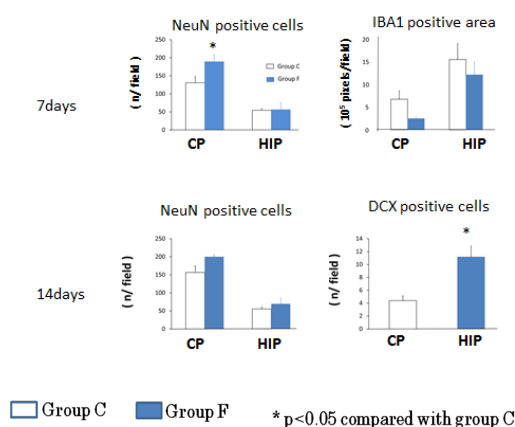 NeuN positive cells
IBA1 positive area
7days
( n/ field)
250
200
150
100
50
0
*
Group C
Group F
CP HIP
( 10⁵ pixels/field)
20
15
10
5
0
CP HIP
NeuN positive cells
DCX positive cells
14days
( n/ field)
250
200
150
100
50
0
CP HIP
( n/ field)
14
12
10
8
6
4
2
0
*
CP HIP
Group C Group F * p<0.05 compared with group C